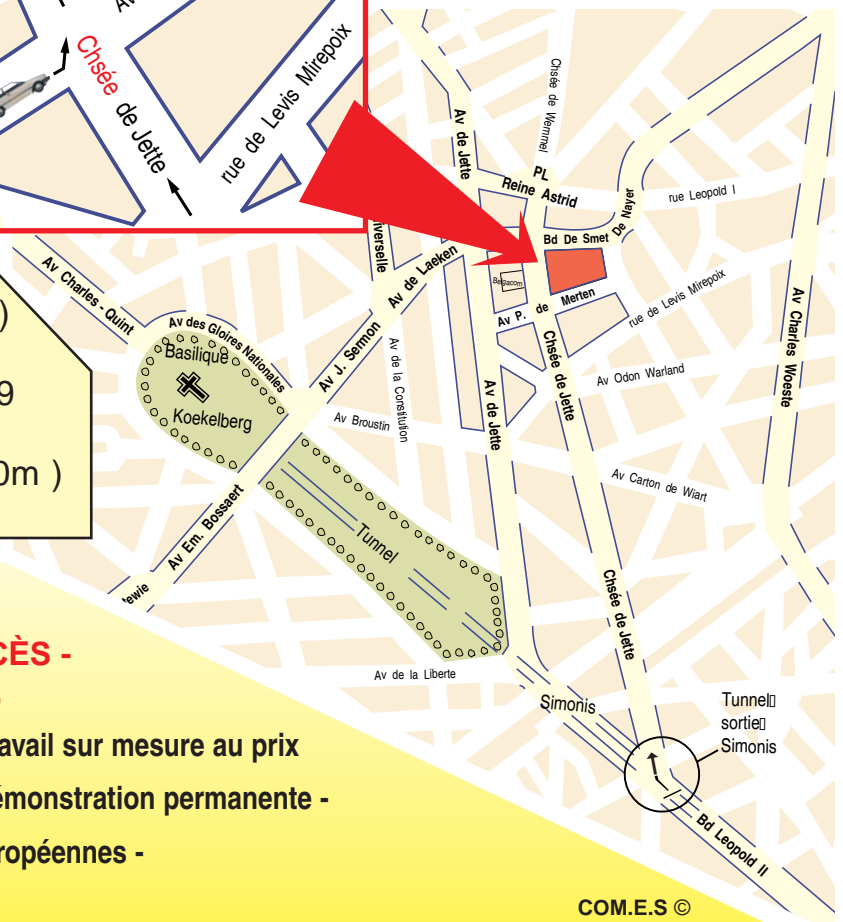 Av
Chsée de Jette
rue de Levis Mirepoix
Chsée de Wemmel
Av de Jette
PL
Reine Astrid
rue Leopold I
De Nayer
Bd De Smet
verselle
Av de Laeken
Belgacom
Av P. de Merten
rue de Levis Mirepoix
Av Charles - Quint
Av des Gloires Nationales
Basilique
Koekelberg
Av J. Sermon
Av de la Constitution
Av Broustin
Av de Jette
Chsée de Jette
Av Odon Warland
Av Charles Woeste
Av Carton de Wiart
)
9
0m )
Av Em. Bossaert
ewie
Tunnel
Chsée de Jette
Av de la Liberte
Simonis
Tunnel
sortie
Simonis
Bd Leopold II
CÈS -
-
avail sur mesure au prix
émonstration permanente -
ropéennes -
COM.E.S ©